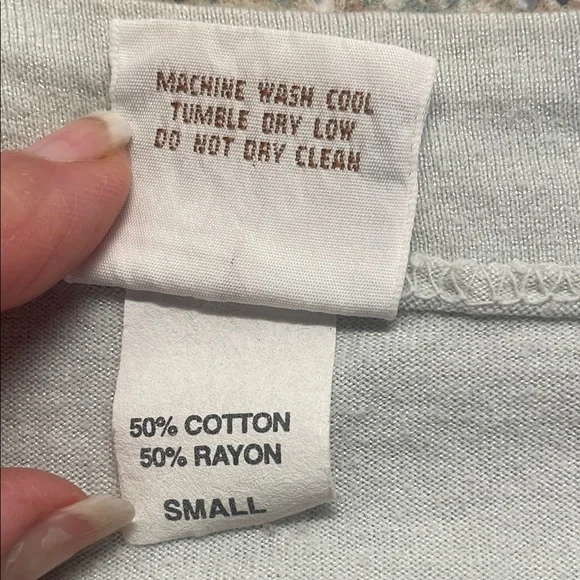 MACHINE WASH COOL
TUMBLE DRY LOW
DO NOT DRY CLEAN
50% COTTON
50% RAYON
SMALL